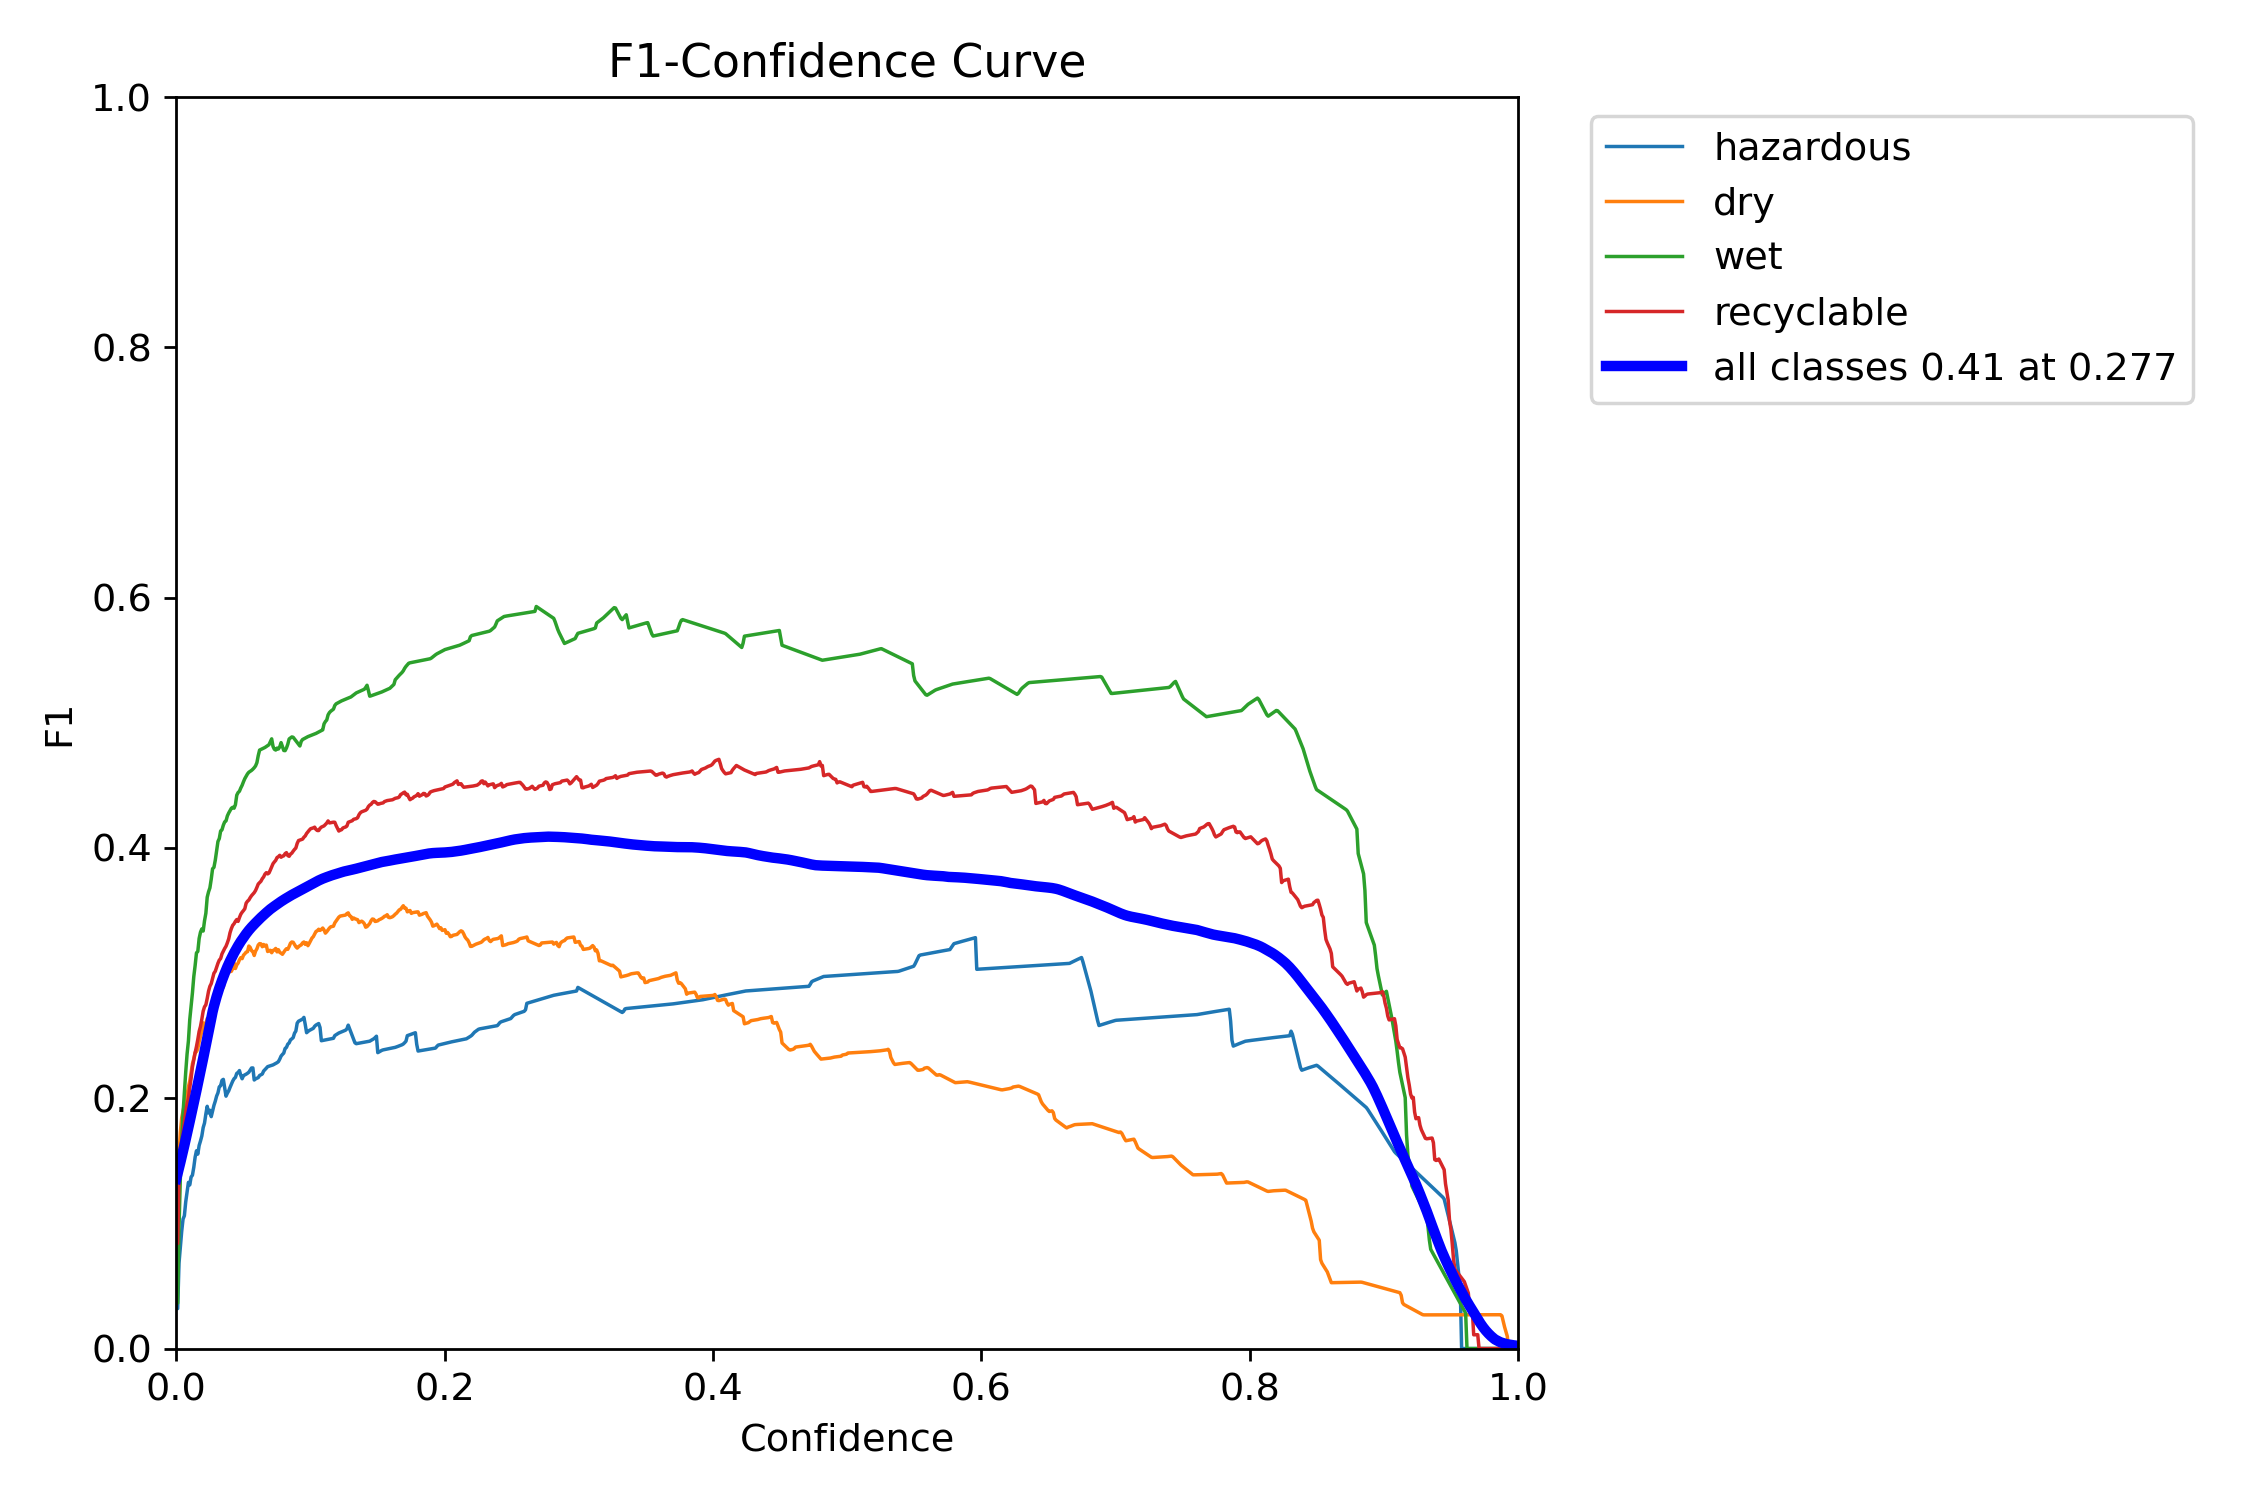 F1-Confidence Curve
1.0
0.8
0.6
0.4
0.2
0.0
F1
0.0 0.2 0.4 0.6 0.8 1.0
Confidence
hazardous
dry
wet
recyclable
all classes 0.41 at 0.277